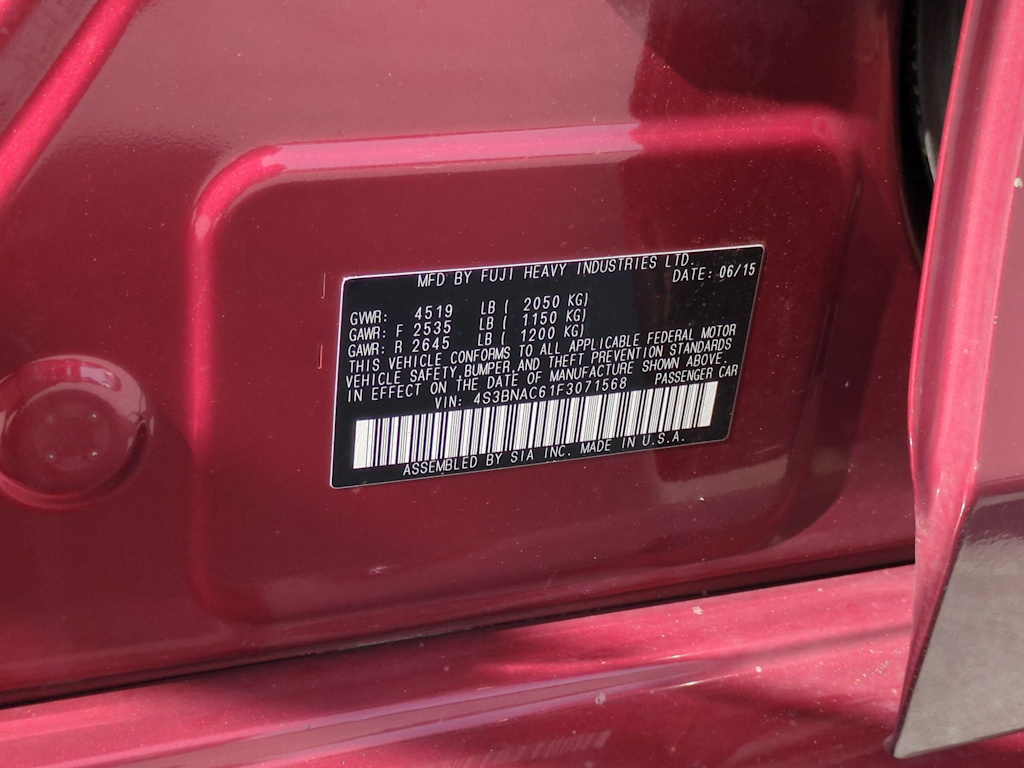 MFD BY FUJI HEAVY INDUSTRIES LTD.
DATE: 06/15
GVWR: 4519 LB ( 2050 KG)
GAWR: F 2535 LB ( 1150 KG)
GAWR: R 2645 LB ( 1200 KG)
THIS VEHICLE CONFORMS TO ALL APPLICABLE FEDERAL MOTOR
VEHICLE SAFETY, BUMPER, AND THEFT PREVENTION STANDARDS
IN EFFECT ON THE DATE OF MANUFACTURE SHOWN ABOVE.
VIN: 4S3BNAC61F3071568 PASSENGER CAR
ASSEMBLED BY SIA INC. MADE IN U.S.A.